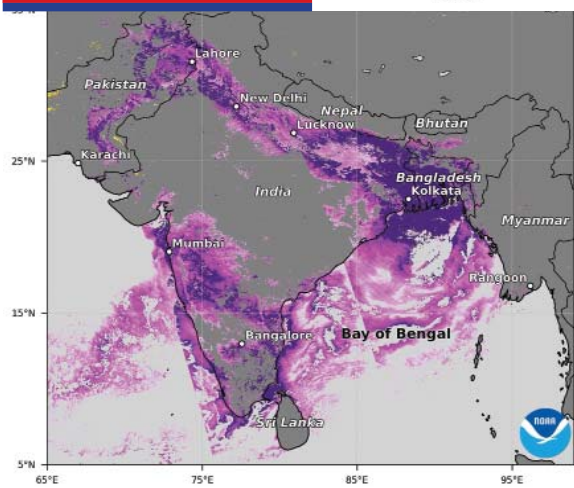 Lahore
Pakistan
New Delhi
Nepal
Lucknow
Bhutan
25°N
Karachi
Bangladesh
Kolkata
India
Myanmar
Mumbai
Rangoon
15°N
Bay of Bengal
Bangalore
Sri Lanka
NOAA
5°N
65°E
75°E
85°E
95°E